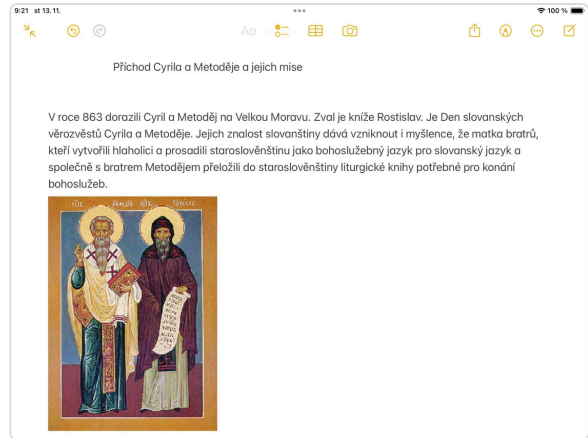 9:21 st 13. 11.
100 %
Aa
Příchod Cyrila a Metoděje a jejich mise
V roce 863 dorazili Cyril a Metoděj na Velkou Moravu. Zval je kníže Rostislav. Je Den slovanských
věrozvěstů Cyrila a Metoděje. Jejich znalost slovanštiny dává vzniknout i myšlence, že matka bratrů,
kteří vytvořili hlaholici a prosadili staroslověnštinu jako bohoslužebný jazyk pro slovanský jazyk a
společně s bratrem Metodějem přeložili do staroslověnštiny liturgické knihy potřebné pro konání
bohoslužeb.